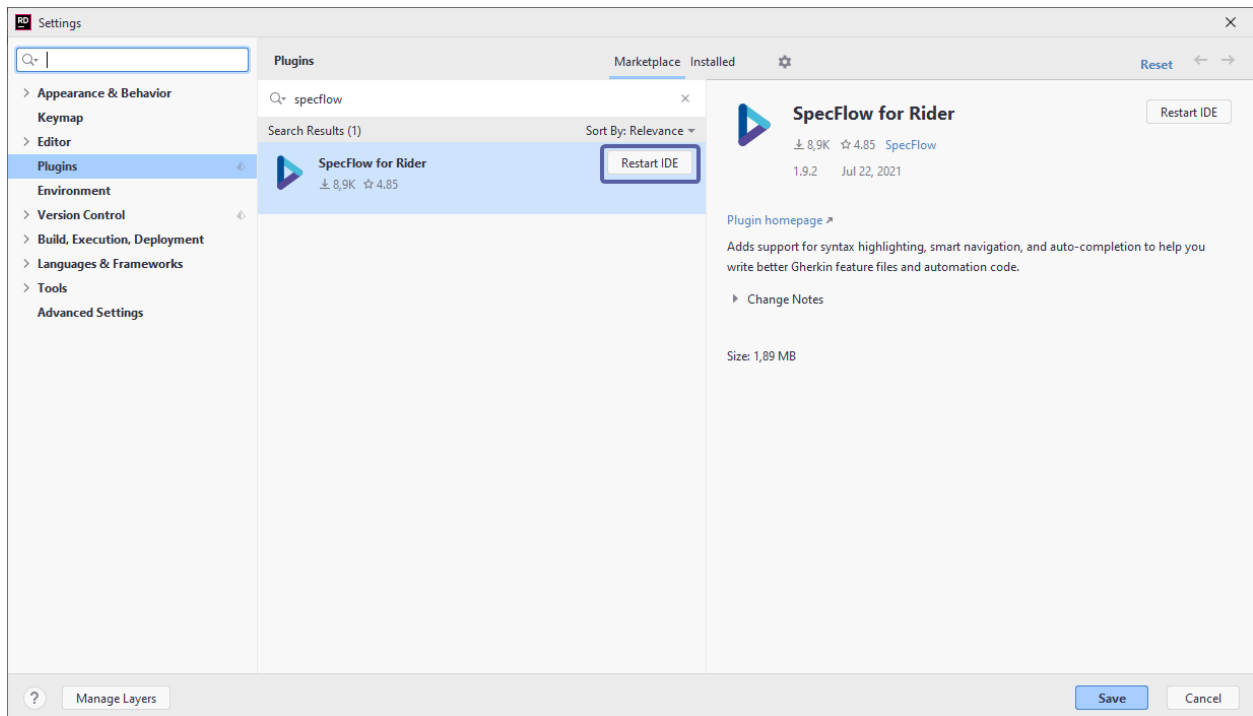 RD
Settings
Plugins
Marketplace
Installed
Reset
Appearance & Behavior
Keymap
Editor
Plugins
Environment
Version Control
Build, Execution, Deployment
Languages & Frameworks
Tools
Advanced Settings
specflow
Search Results (1)
Sort By: Relevance
SpecFlow for Rider
8,9K 4.85
Restart IDE
SpecFlow for Rider
Restart IDE
8,9K 4.85 SpecFlow
1.9.2 Jul 22, 2021
Plugin homepage
Adds support for syntax highlighting, smart navigation, and auto-completion to help you
write better Gherkin feature files and automation code.
Change Notes
Size: 1,89 MB
?
Manage Layers
Save
Cancel